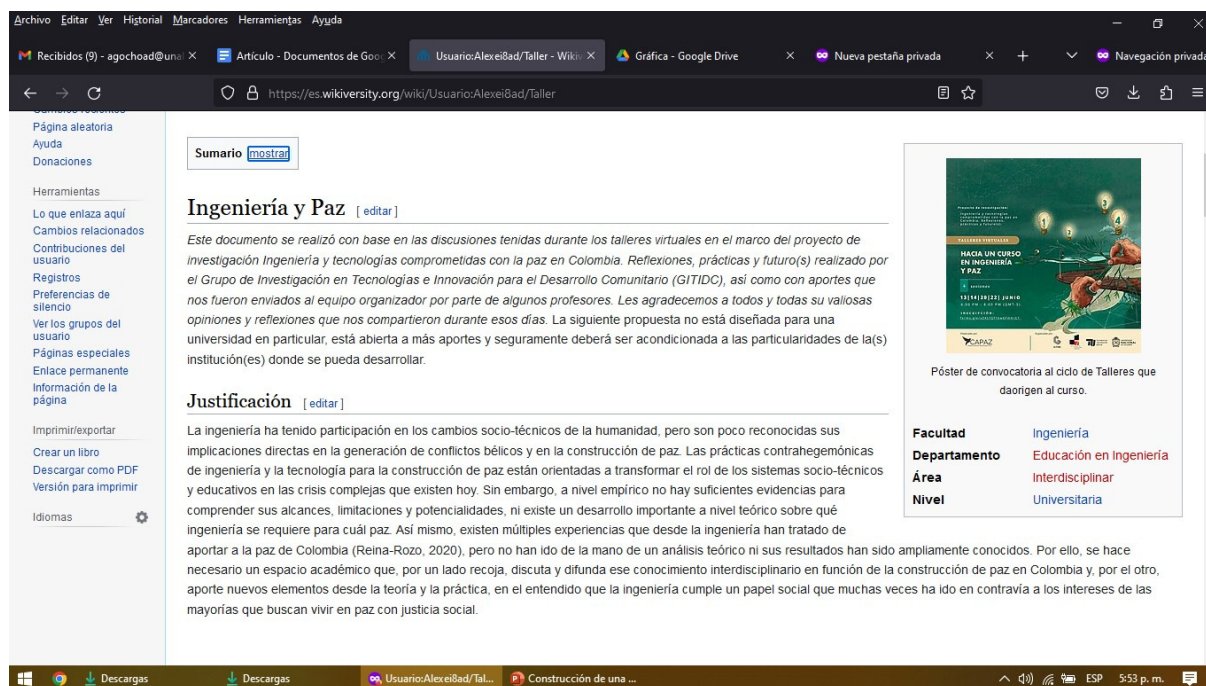 Archivo Editar Ver Historial Marcadores Herramientas Ayuda
Recibidos (9) - agochoad@una
Artículo - Documentos de Goo
Usuario:Alexei8ad/Taller - Wikiv
Gráfica - Google Drive
Nueva pestaña privada
Navegación privada
https://es.wikiversity.org/wiki/Usuario:Alexei8ad/Taller
Cambios recientes
Página aleatoria
Ayuda
Donaciones
Herramientas
Lo que enlaza aquí
Cambios relacionados
Contribuciones del
usuario
Registros
Preferencias de
silencio
Ver los grupos del
usuario
Páginas especiales
Enlace permanente
Información de la
página
Imprimir/exportar
Crear un libro
Descargar como PDF
Versión para imprimir
Idiomas
Sumario mostrar
Ingeniería y Paz [ editar ]
Este documento se realizó con base en las discusiones tenidas durante los talleres virtuales en el marco del proyecto de
investigación Ingeniería y tecnologías comprometidas con la paz en Colombia. Reflexiones, prácticas y futuro(s) realizado por
el Grupo de Investigación en Tecnologías e Innovación para el Desarrollo Comunitario (GITIDC), así como con aportes que
nos fueron enviados al equipo organizador por parte de algunos profesores. Les agradecemos a todos y todas su valiosas
opiniones y reflexiones que nos compartieron durante esos días. La siguiente propuesta no está diseñada para una
universidad en particular, está abierta a más aportes y seguramente deberá ser acondicionada a las particularidades de la(s)
institución(es) donde se pueda desarrollar.
Justificación [ editar ]
La ingeniería ha tenido participación en los cambios socio-técnicos de la humanidad, pero son poco reconocidas sus
implicaciones directas en la generación de conflictos bélicos y en la construcción de paz. Las prácticas contrahegemónicas
de ingeniería y la tecnología para la construcción de paz están orientadas a transformar el rol de los sistemas socio-técnicos
y educativos en las crisis complejas que existen hoy. Sin embargo, a nivel empírico no hay suficientes evidencias para
comprender sus alcances, limitaciones y potencialidades, ni existe un desarrollo importante a nivel teórico sobre qué
ingeniería se requiere para cuál paz. Así mismo, existen múltiples experiencias que desde la ingeniería han tratado de
aportar a la paz de Colombia (Reina-Rozo, 2020), pero no han ido de la mano de un análisis teórico ni sus resultados han sido ampliamente conocidos. Por ello, se hace
necesario un espacio académico que, por un lado recoja, discuta y difunda ese conocimiento interdisciplinario en función de la construcción de paz en Colombia y, por el otro,
aporte nuevos elementos desde la teoría y la práctica, en el entendido que la ingeniería cumple un papel social que muchas veces ha ido en contravía a los intereses de las
mayorías que buscan vivir en paz con justicia social.
TALLERES VIRTUALES
HACIA UN CURSO
EN INGENIERÍA
Y PAZ
13|14|20|22| JUNIO
CAPAZ
Póster de convocatoria al ciclo de Talleres que
daorigen al curso.
Facultad Ingeniería
Departamento Educación en Ingeniería
Área Interdisciplinar
Nivel Universitaria
Descargas
Descargas
Usuario:Alexei8ad/Tal...
Construcción de una ...
ESP
5:53 p. m.